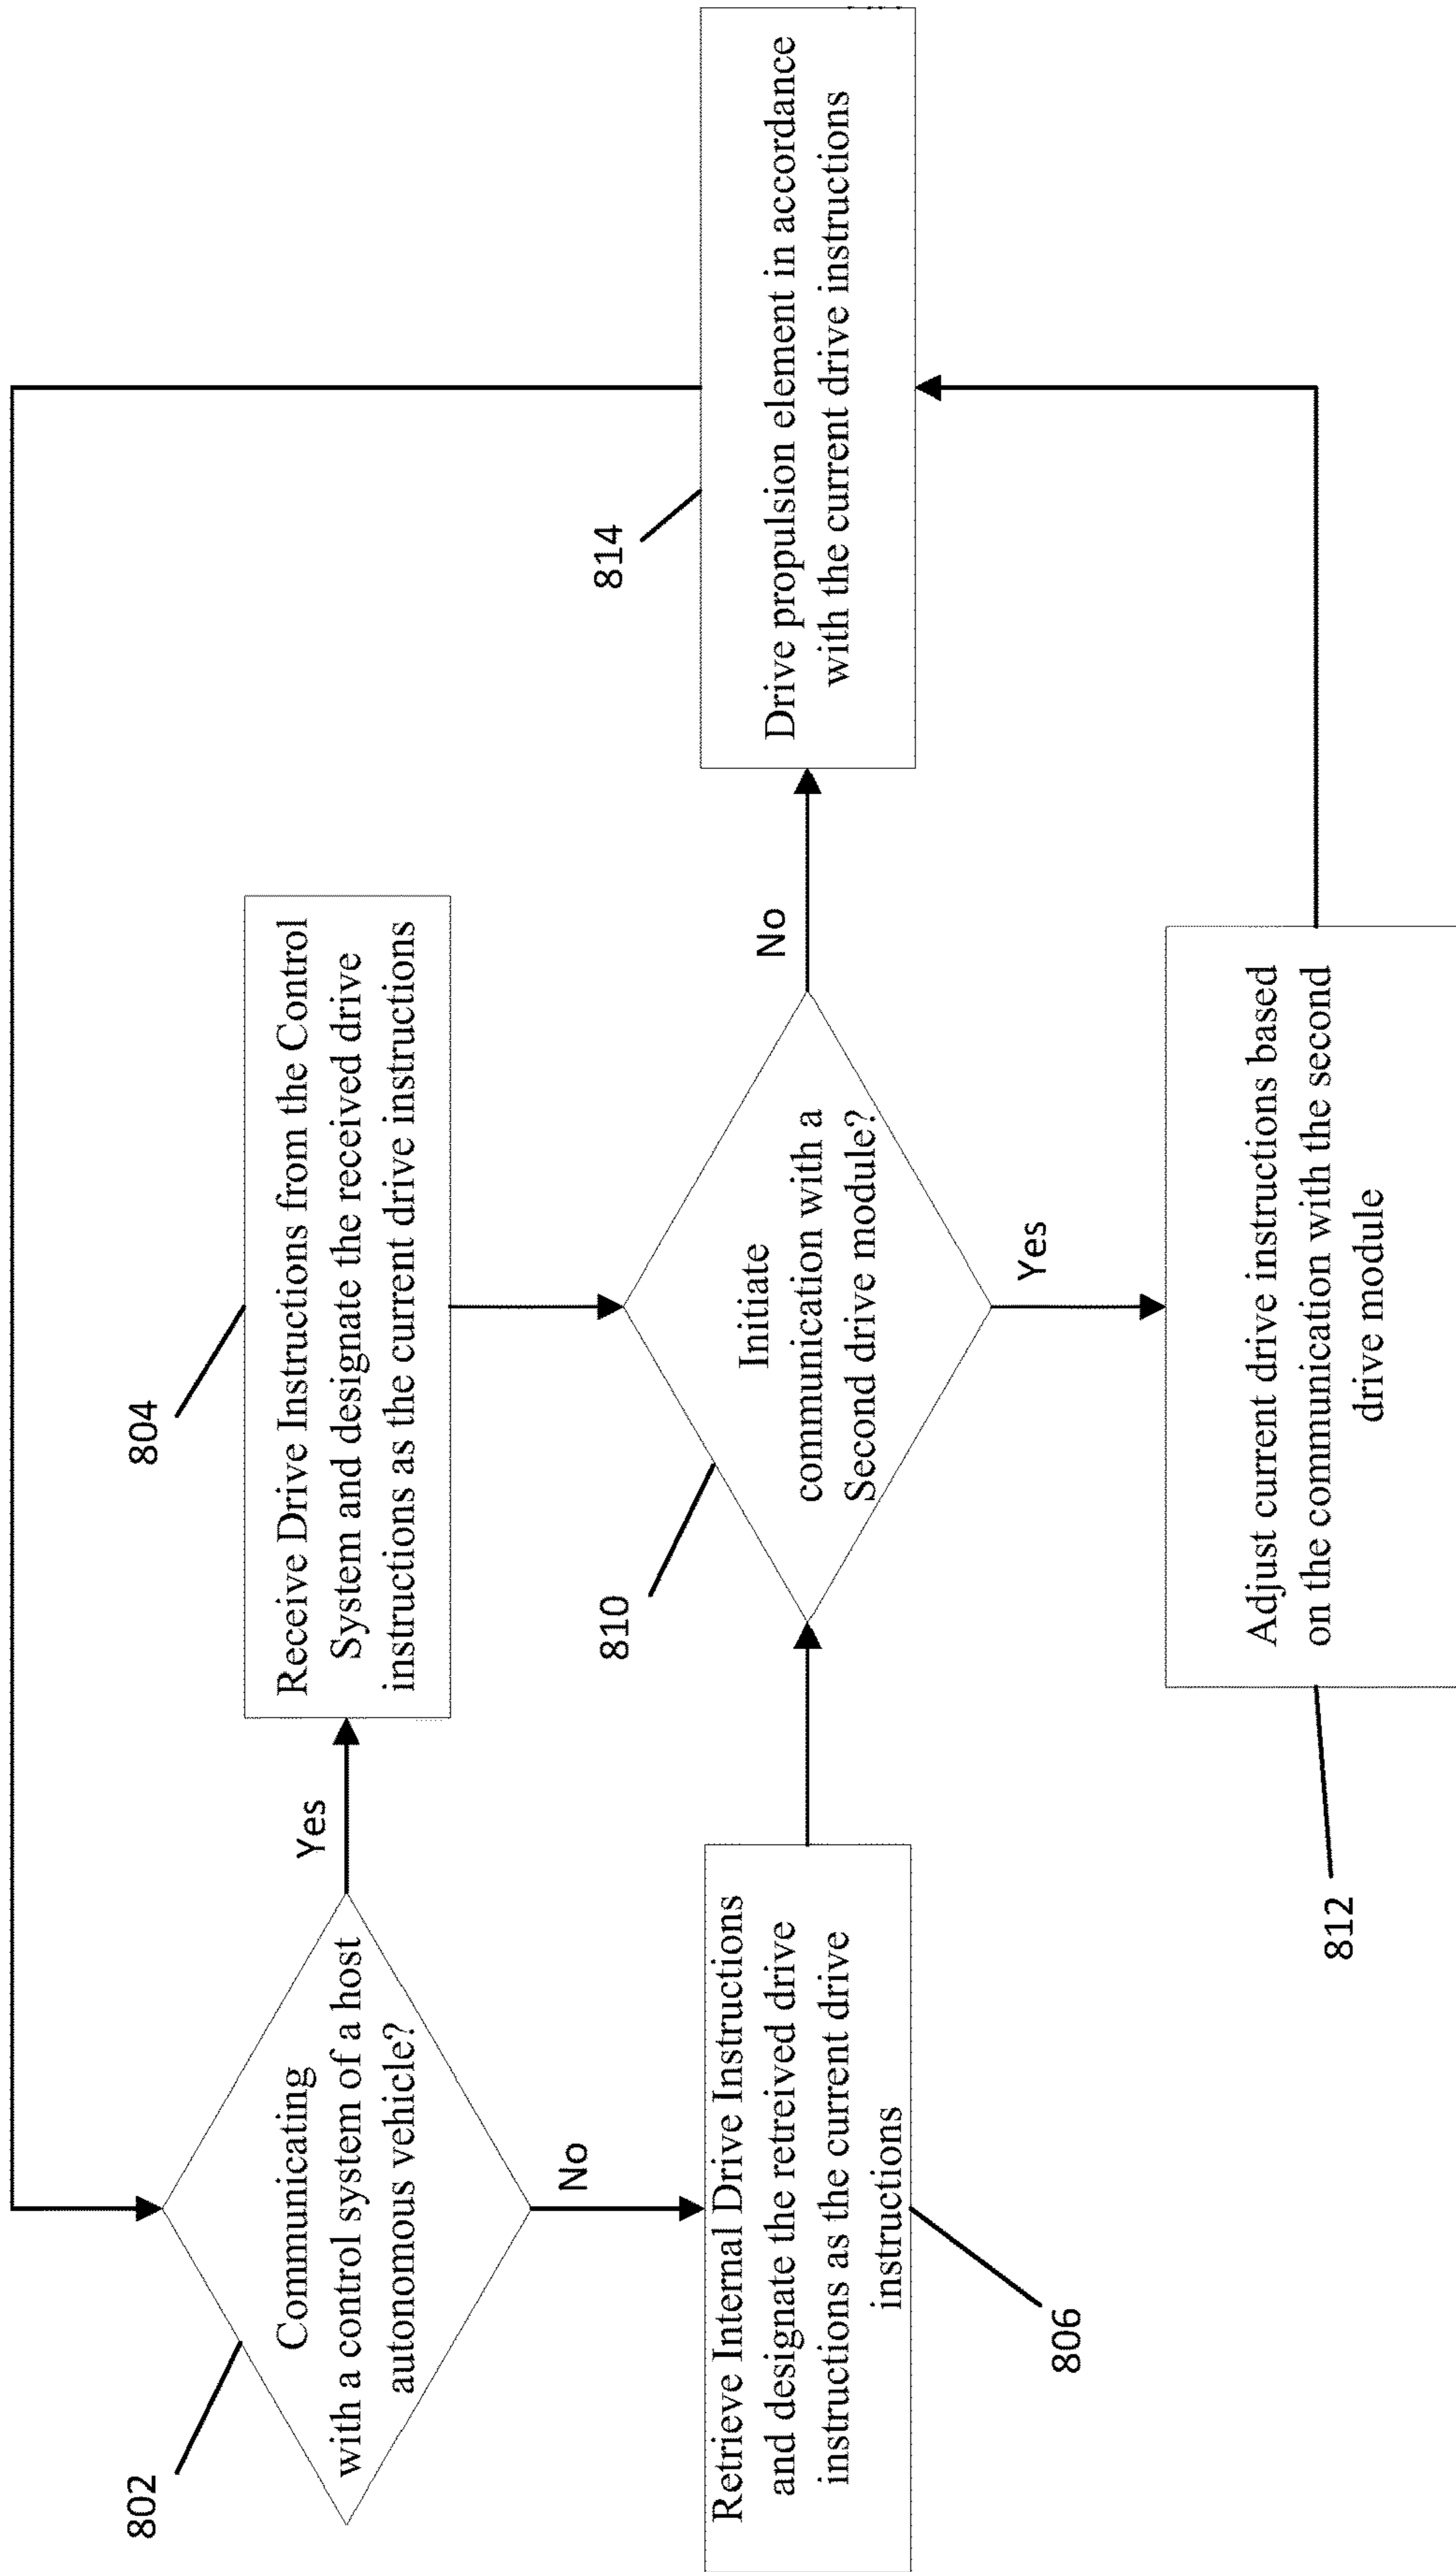 802
Communicating
with a control system of a host
autonomous vehicle?
Yes
No
804
Receive Drive Instructions from the Control
System and designate the received drive
instructions as the current drive instructions
Retrieve Internal Drive Instructions
and designate the retreived drive
instructions as the current drive
instructions
806
810
Initiate
communication with a
Second drive module?
No
Yes
814
Drive propulsion element in accordance
with the current drive instructions
812
Adjust current drive instructions based
on the communication with the second
drive module